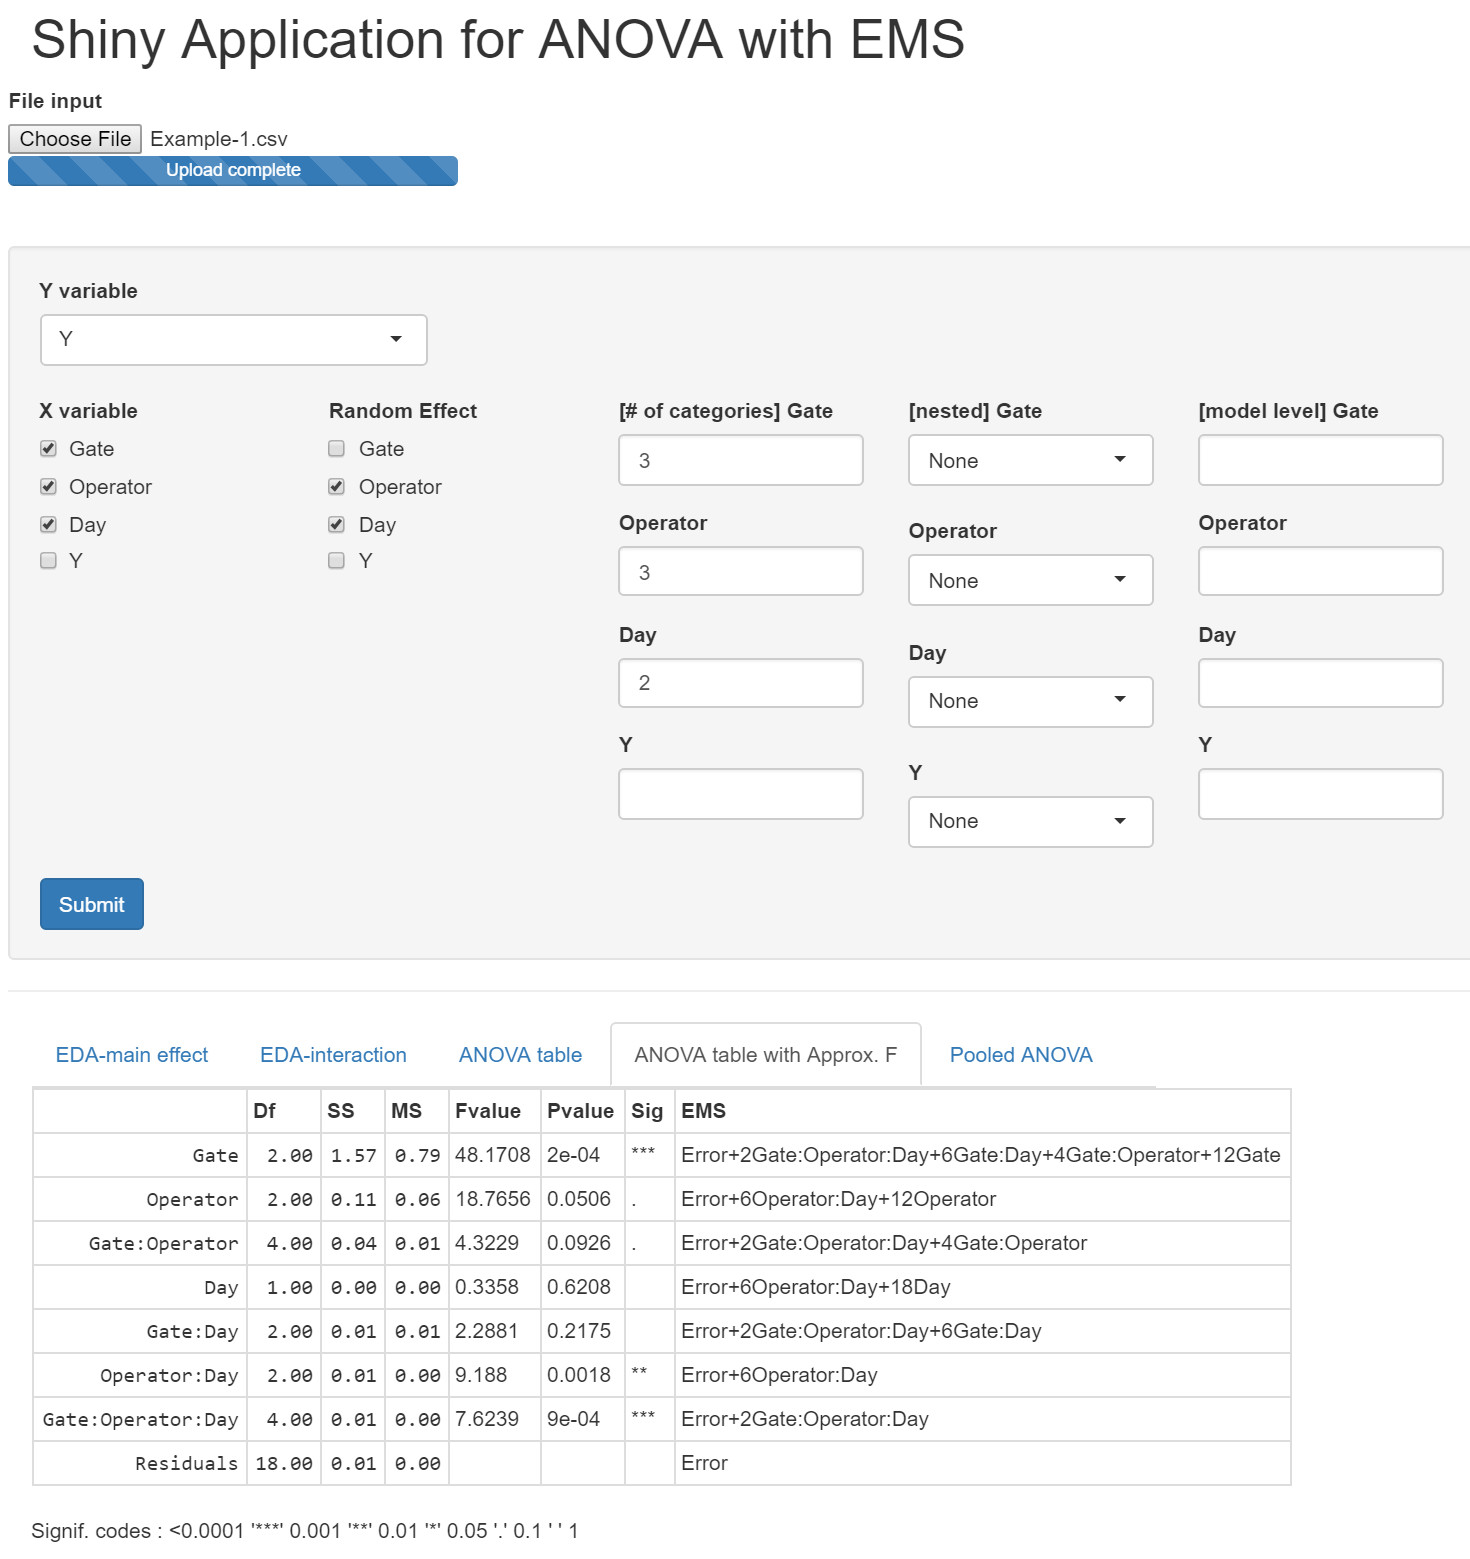 Shiny Application for ANOVA with EMS
File input
Choose File Example-1.csv
Upload complete
Y variable
Y
X variable
Gate
Operator
Day
Y
Random Effect
Gate
Operator
Day
Y
[# of categories] Gate
3
Operator
3
Day
2
Y
[nested] Gate
None
Operator
None
Day
None
Y
None
[model level] Gate
Operator
Day
Y
Submit
EDA-main effect EDA-interaction ANOVA table ANOVA table with Approx. F Pooled ANOVA
Df SS MS Fvalue Pvalue Sig EMS
Gate 2.00 1.57 0.79 48.1708 2e-04 *** Error+2Gate:Operator:Day+6Gate:Day+4Gate:Operator+12Gate
Operator 2.00 0.11 0.06 18.7656 0.0506 . Error+6Operator:Day+12Operator
Gate:Operator 4.00 0.04 0.01 4.3229 0.0926 . Error+2Gate:Operator:Day+4Gate:Operator
Day 1.00 0.00 0.00 0.3358 0.6208 Error+6Operator:Day+18Day
Gate:Day 2.00 0.01 0.01 2.2881 0.2175 Error+2Gate:Operator:Day+6Gate:Day
Operator:Day 2.00 0.01 0.00 9.188 0.0018 ** Error+6Operator:Day
Gate:Operator:Day 4.00 0.01 0.00 7.6239 9e-04 *** Error+2Gate:Operator:Day
Residuals 18.00 0.01 0.00 Error
Signif. codes : <0.0001 '***' 0.001 '**' 0.01 '*' 0.05 '.' 0.1 ' ' 1